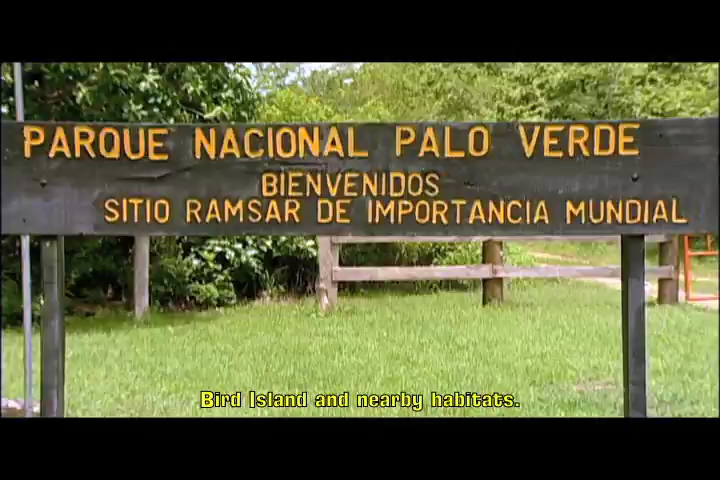 PARQUE NACIONAL PALO VERDE
BIENVENIDOS
SITIO RAMSAR DE IMPORTANCIA MUNDIAL
Bird Island and nearby habitats.